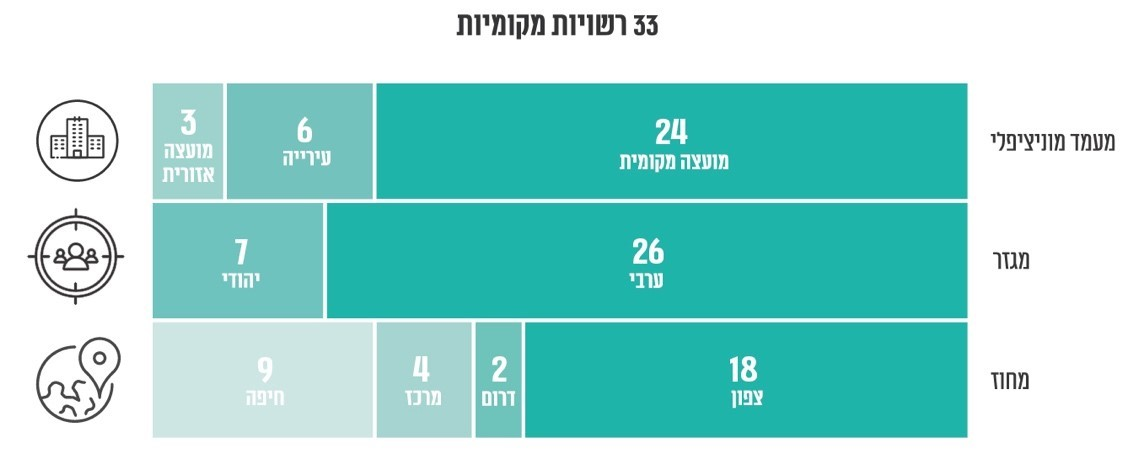 33 רשויות מקומיות
מעמד מוניציפלי
24
מועצה מקומית
6
עירייה
3
מועצה
אזורית
מגזר
26
ערבי
7
יהודי
מחוז
18
צפון
2
דרום
4
מרכז
9
חיפה